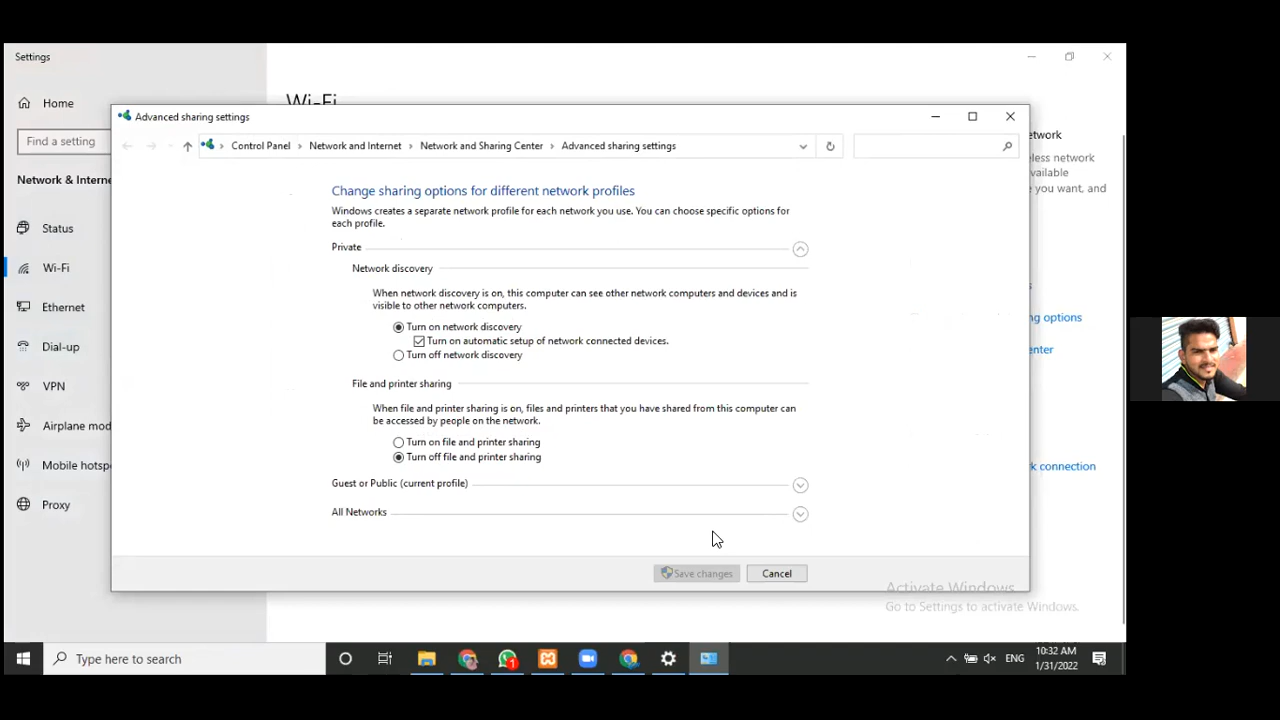 Settings
Wi-Fi
Home
Find a setting
Network & Interne
Status
Wi-Fi
Ethernet
Dial-up
VPN
Airplane mod
Mobile hotsp
Proxy
Advanced sharing settings
Control Panel > Network and Internet > Network and Sharing Center > Advanced sharing settings
Change sharing options for different network profiles
Windows creates a separate network profile for each network you use. You can choose specific options for
each profile.
Private
Network discovery
When network discovery is on, this computer can see other network computers and devices and is
visible to other network computers.
Turn on network discovery
Turn on automatic setup of network connected devices.
Turn off network discovery
File and printer sharing
When file and printer sharing is on, files and printers that you have shared from this computer can
be accessed by people on the network.
Turn on file and printer sharing
Turn off file and printer sharing
Guest or Public (current profile)
All Networks
Save changes
Cancel
etwork
eless network
available
e you want, and
s
ng options
enter
k connection
Activate Windows
Go to Settings to activate Windows.
Type here to search
1
ENG
10:32 AM
1/31/2022